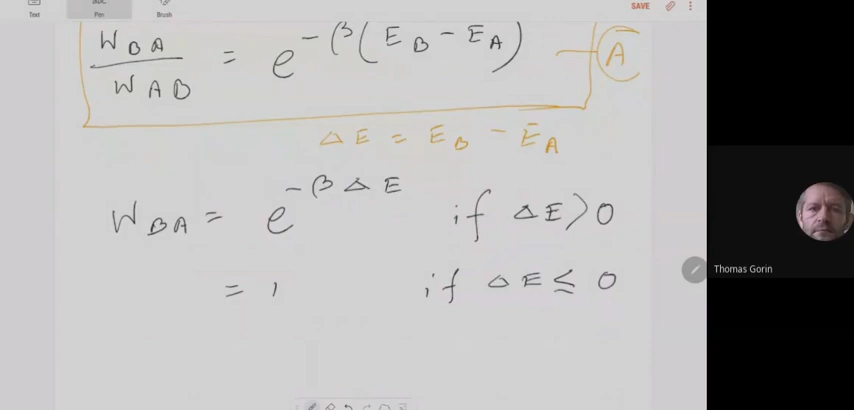 Text
Pen
Brush
SAVE
W_BA / W_AB = e^{-β(E_B - E_A)} — A
ΔE = E_B - E_A
W_BA = e^{-βΔE} if ΔE > 0
= 1 if ΔE ≤ 0
Thomas Gorin